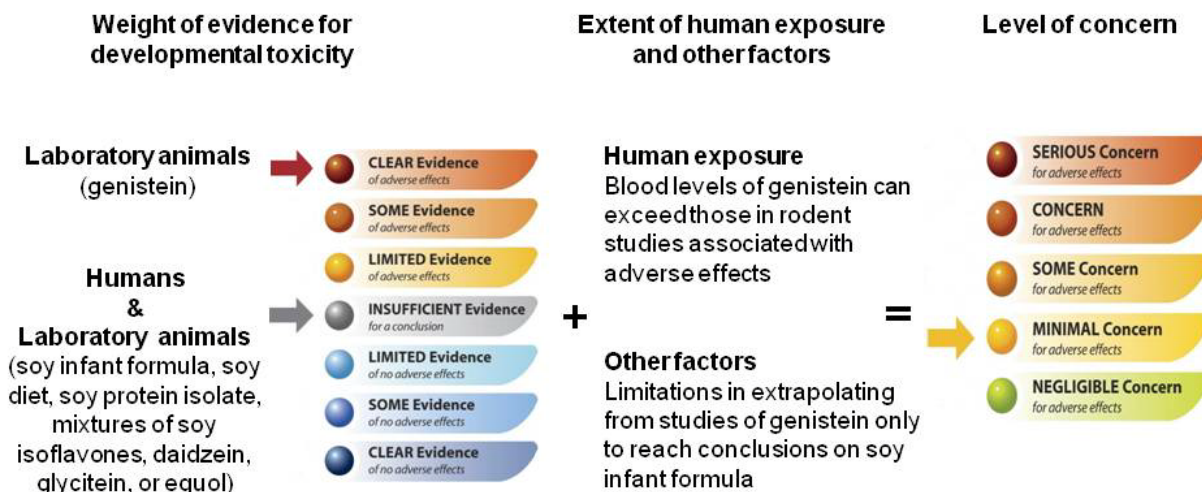 Weight of evidence for
developmental toxicity
Extent of human exposure
and other factors
Level of concern
Laboratory animals
(genistein)
Humans
&
Laboratory animals
(soy infant formula, soy
diet, soy protein isolate,
mixtures of soy
isoflavones, daidzein,
glycitein, or equol)
CLEAR Evidence
of adverse effects
SOME Evidence
of adverse effects
LIMITED Evidence
of adverse effects
INSUFFICIENT Evidence
for a conclusion
LIMITED Evidence
of no adverse effects
SOME Evidence
of no adverse effects
CLEAR Evidence
of no adverse effects
+
Human exposure
Blood levels of genistein can
exceed those in rodent
studies associated with
adverse effects
Other factors
Limitations in extrapolating
from studies of genistein only
to reach conclusions on soy
infant formula
=
SERIOUS Concern
for adverse effects
CONCERN
for adverse effects
SOME Concern
for adverse effects
MINIMAL Concern
for adverse effects
NEGLIGIBLE Concern
for adverse effects